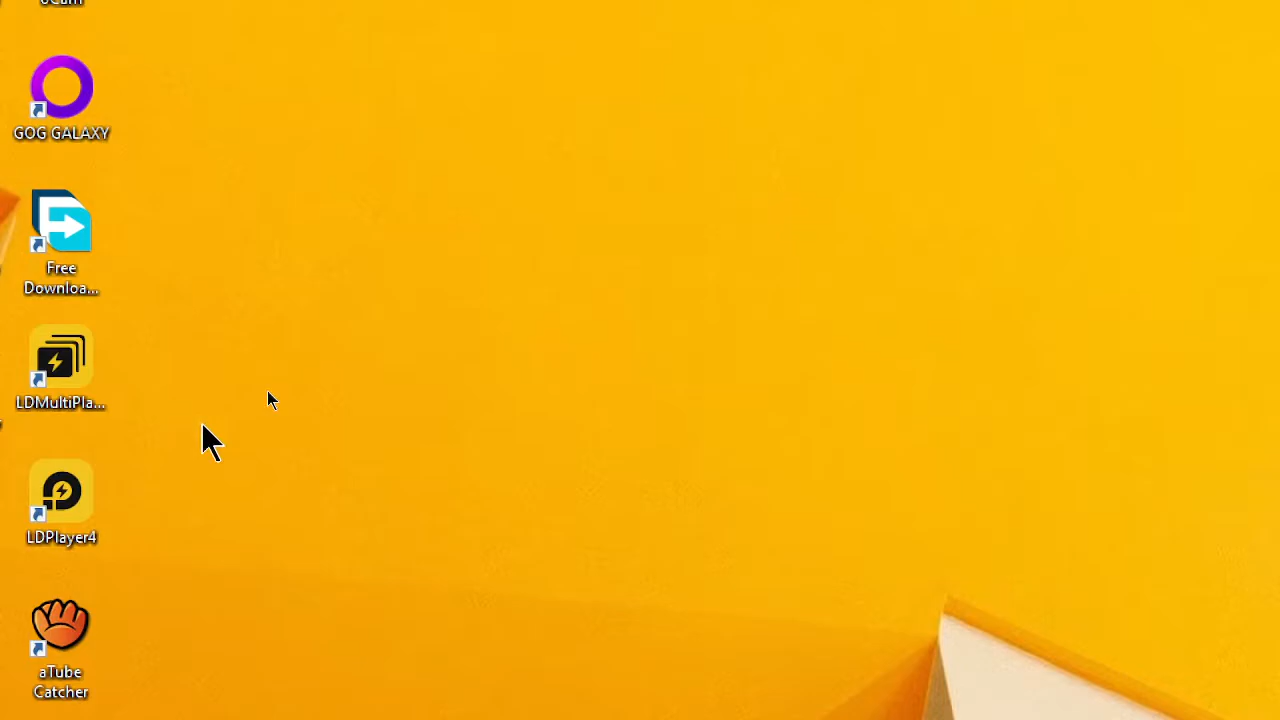 GOG GALAXY
Free
Downloa...
LDMultiPla...
LDPlayer4
aTube
Catcher